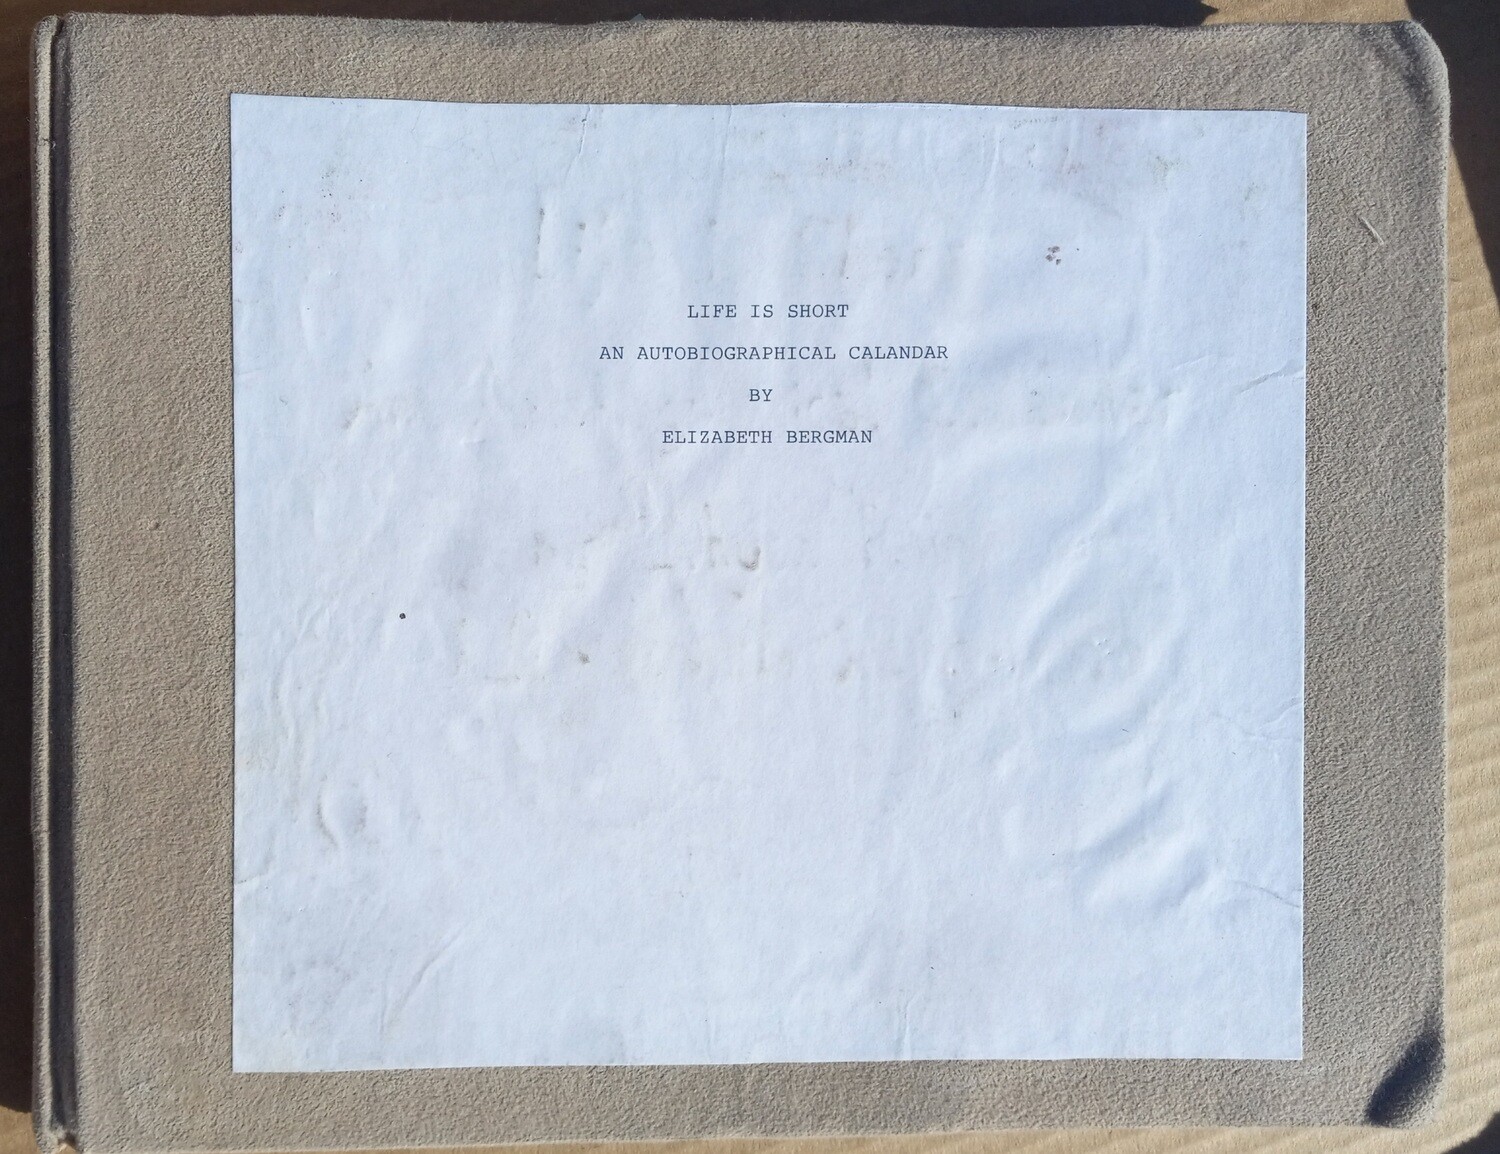 LIFE IS SHORT
AN AUTOBIOGRAPHICAL CALANDAR
BY
ELIZABETH BERGMAN